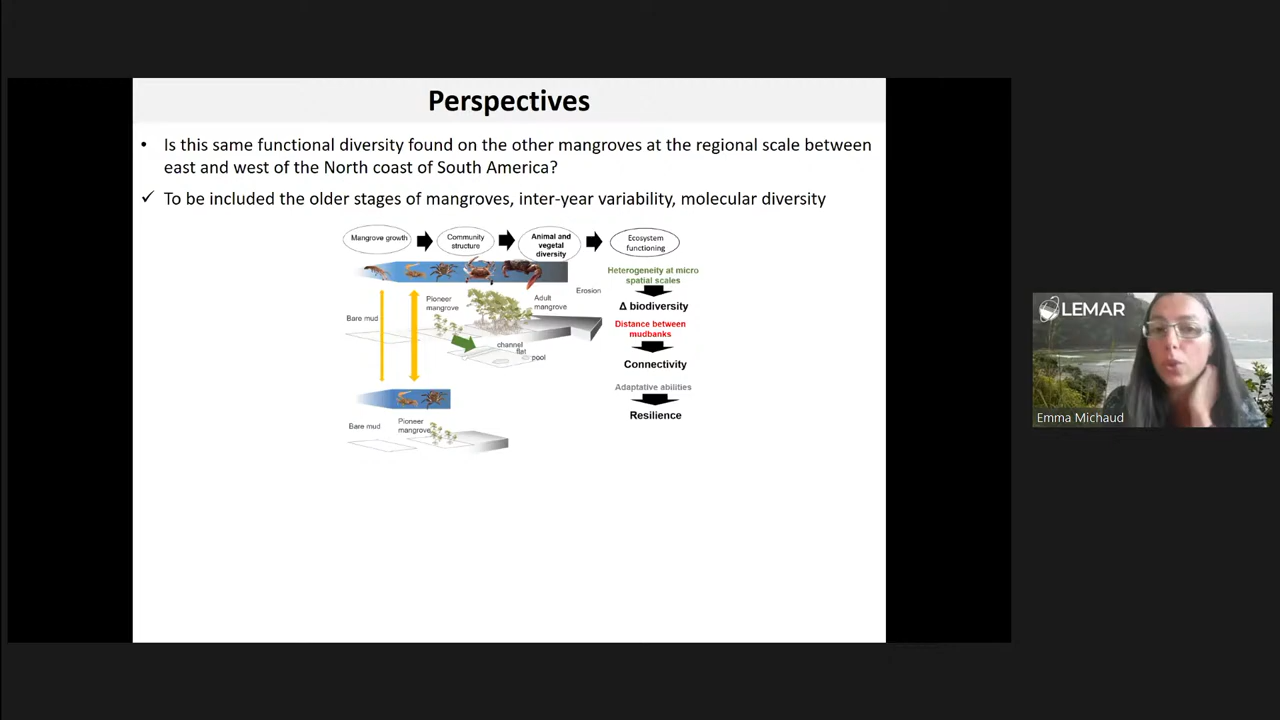 Perspectives
• Is this same functional diversity found on the other mangroves at the regional scale between
east and west of the North coast of South America?
✓ To be included the older stages of mangroves, inter-year variability, molecular diversity
Mangrove growth
Community
structure
Animal and
vegetal
diversity
Ecosystem
functioning
Heterogeneity at micro
spatial scales
Δ biodiversity
Distance between
mudbanks
Connectivity
Adaptative abilities
Resilience
Bare mud
Pioneer
mangrove
Adult
mangrove
Erosion
channel
flat
pool
Bare mud
Pioneer
mangrove
LEMAR
Emma Michaud